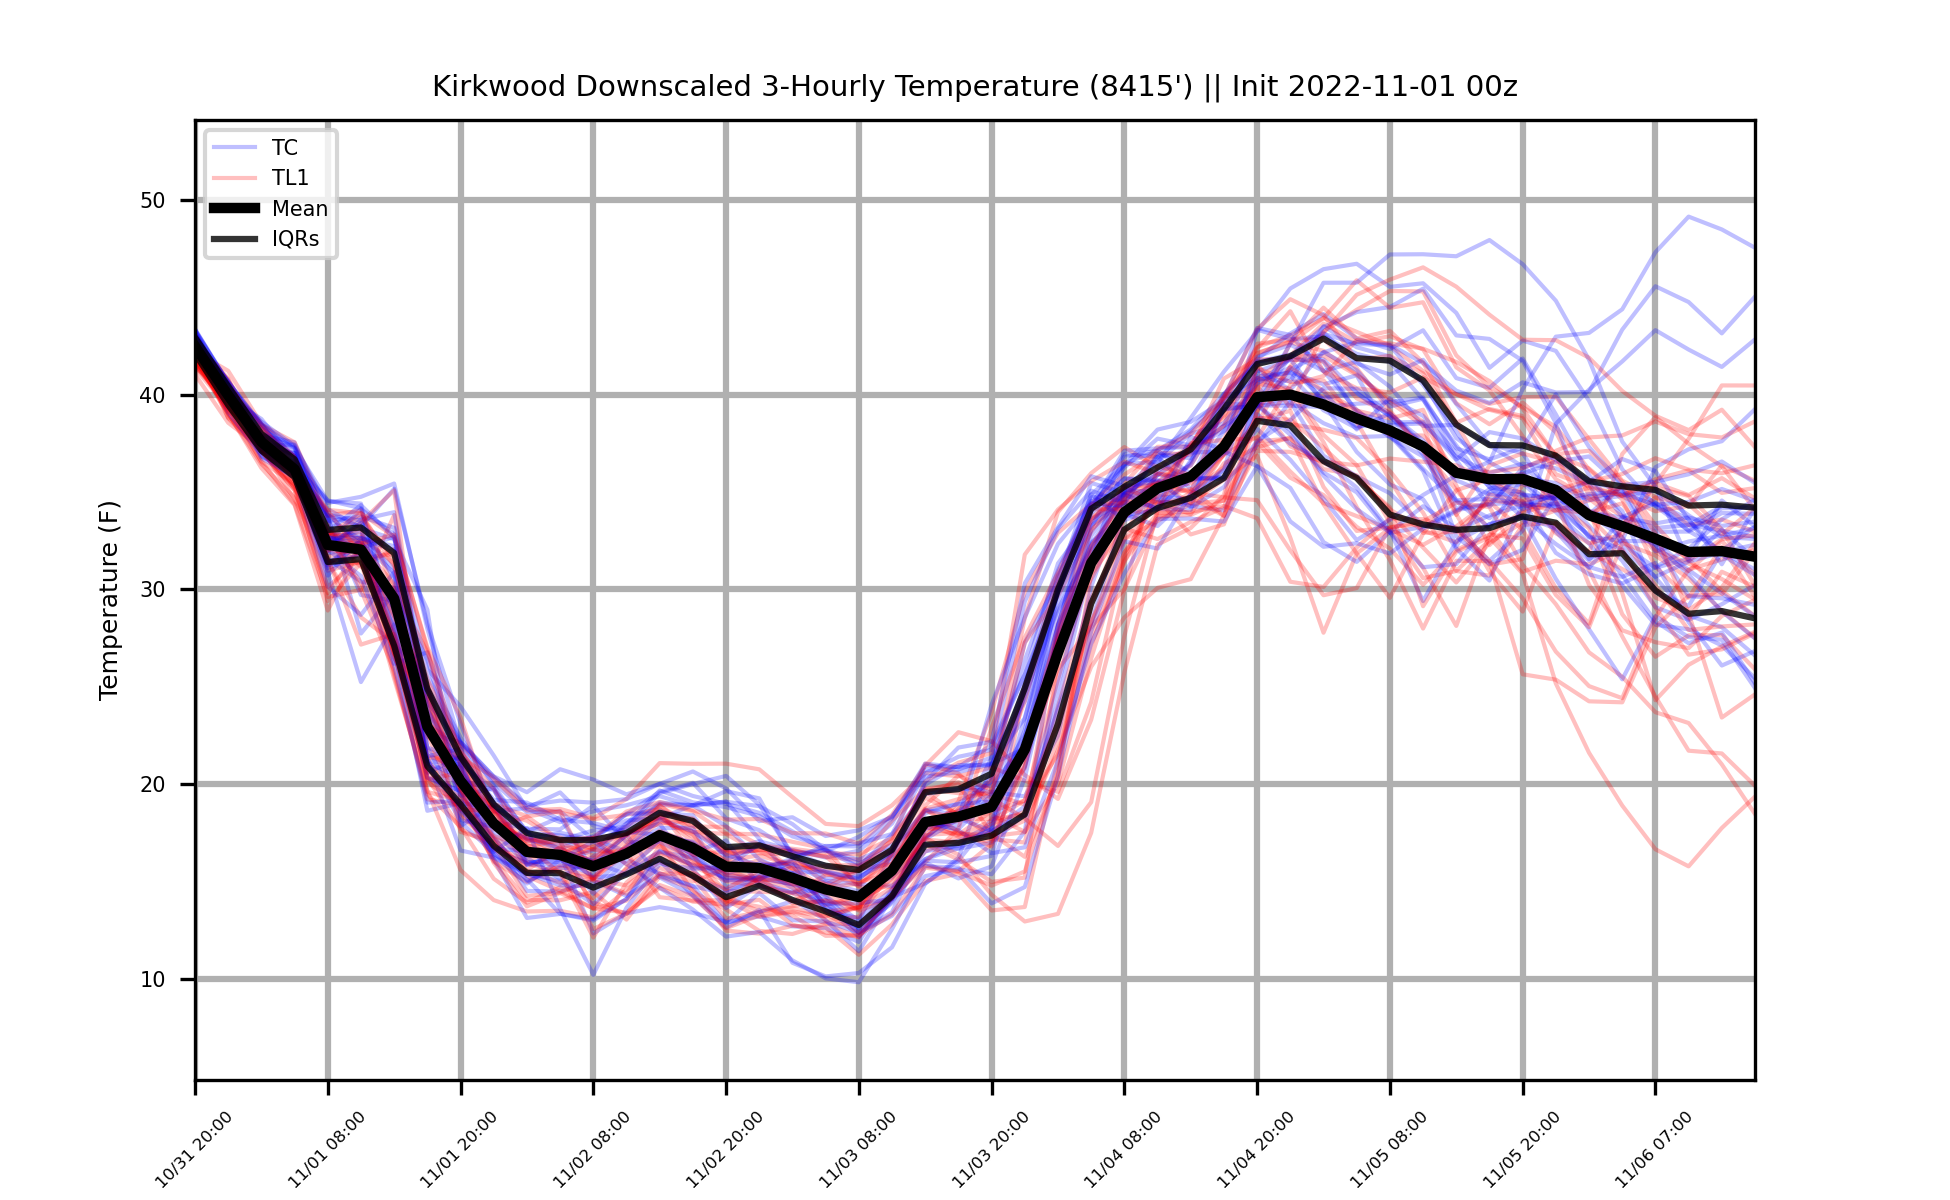 Kirkwood Downscaled 3-Hourly Temperature (8415') || Init 2022-11-01 00z
TC
TL1
Mean
IQRs
Temperature (F)
50
40
30
20
10
10/31 20:00
11/01 08:00
11/01 20:00
11/02 08:00
11/02 20:00
11/03 08:00
11/03 20:00
11/04 08:00
11/04 20:00
11/05 08:00
11/05 20:00
11/06 07:00